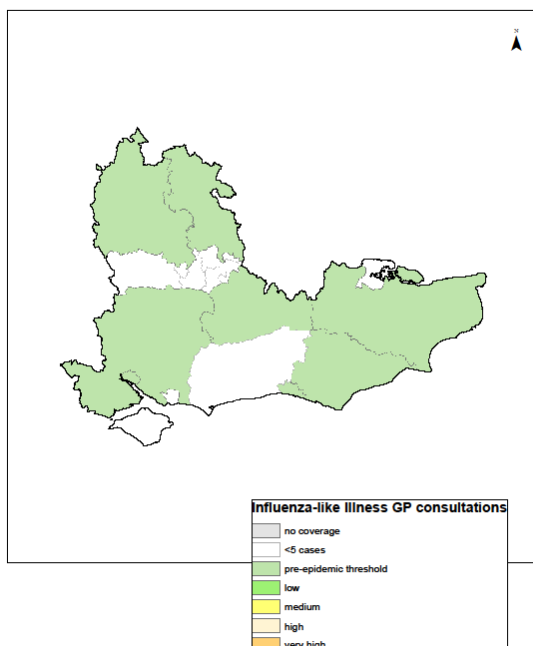 N
Influenza-like Illness GP consultations
no coverage
<5 cases
pre-epidemic threshold
low
medium
high
very high